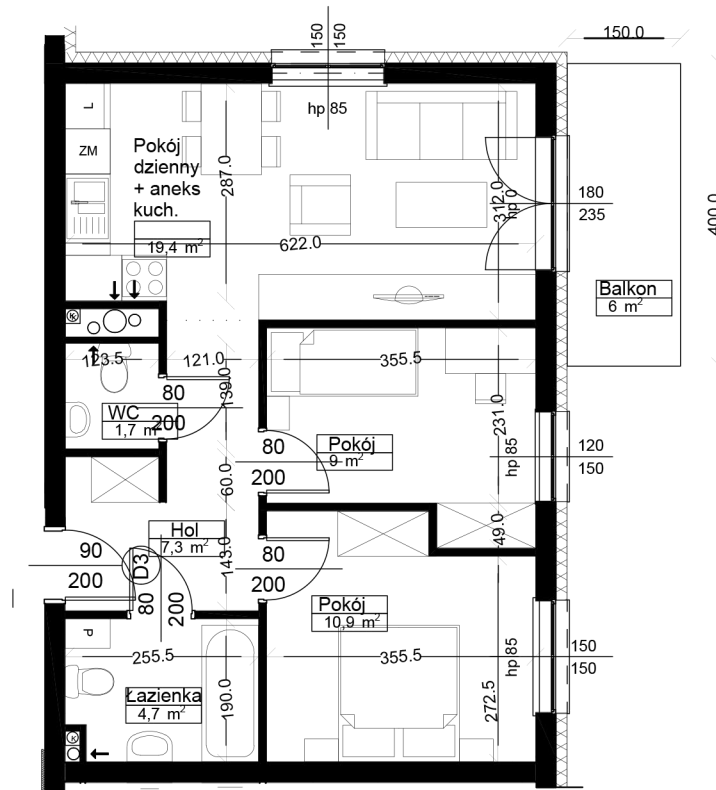 150
150
150.0
L
ZM
hp 85
Pokój
dzienny
+ aneks
kuch.
19,4 m²
287.0
312.0
hp 0
180
235
400.0
622.0
Balkon
6 m²
K
123.5
121.0
355.5
139.0
80
200
WC
1,7 m²
231.0
80
200
Pokój
9 m²
hp 85
120
150
60.0
49.0
Hol
7,3 m²
90
200
D3
143.0
80
200
80
200
Pokój
10,9 m²
P
255.5
355.5
hp 85
150
150
272.5
190.0
Łazienka
4,7 m²
K